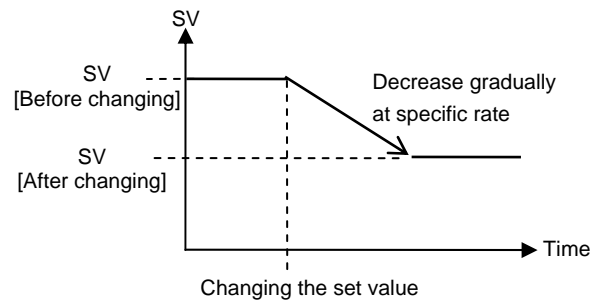 SV
SV
[Before changing]
Decrease gradually
at specific rate
SV
[After changing]
Time
Changing the set value